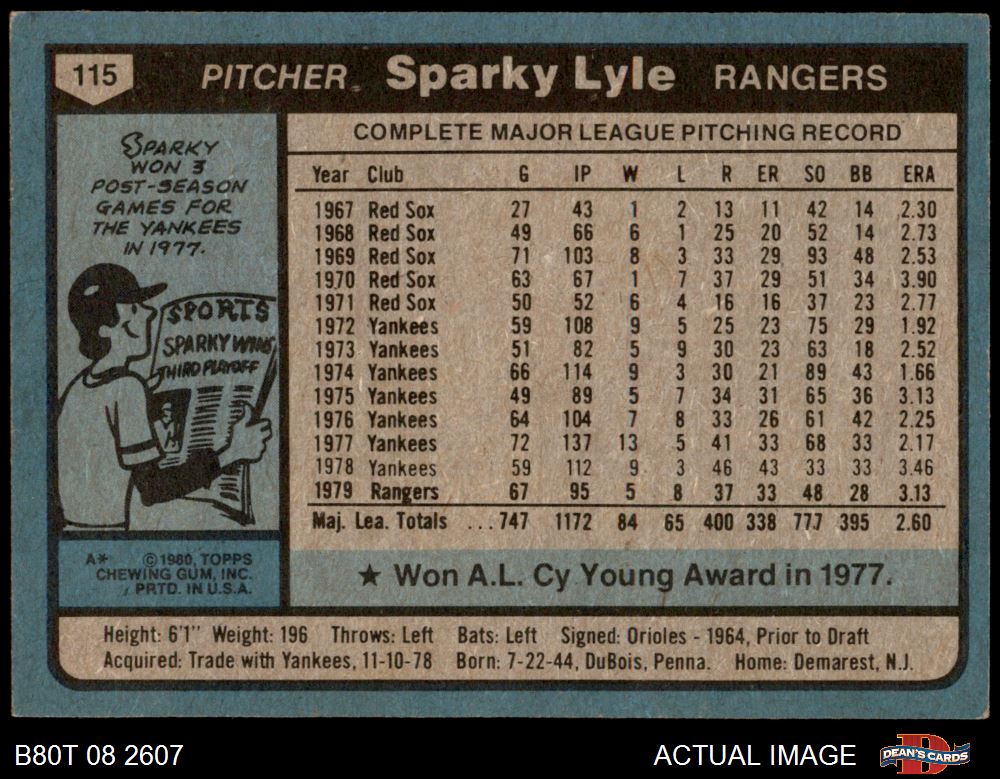 115 PITCHER Sparky Lyle RANGERS
SPARKY
WON 3
POST-SEASON
GAMES FOR
THE YANKEES
IN 1977.
SPORTS
SPARKY WINS
THIRD PLAYOFF
A* ©1980, TOPPS
CHEWING GUM, INC.
PRTD. IN U.S.A.
COMPLETE MAJOR LEAGUE PITCHING RECORD
Year Club G IP W L R ER SO BB ERA
1967 Red Sox 27 43 1 2 13 11 42 14 2.30
1968 Red Sox 49 66 6 1 25 20 52 14 2.73
1969 Red Sox 71 103 8 3 33 29 93 48 2.53
1970 Red Sox 63 67 1 7 37 29 51 34 3.90
1971 Red Sox 50 52 6 4 16 16 37 23 2.77
1972 Yankees 59 108 9 5 25 23 75 29 1.92
1973 Yankees 51 82 5 9 30 23 63 18 2.52
1974 Yankees 66 114 9 3 30 21 89 43 1.66
1975 Yankees 49 89 5 7 34 31 65 36 3.13
1976 Yankees 64 104 7 8 33 26 61 42 2.25
1977 Yankees 72 137 13 5 41 33 68 33 2.17
1978 Yankees 59 112 9 3 46 43 33 33 3.46
1979 Rangers 67 95 5 8 37 33 48 28 3.13
Maj. Lea. Totals ...747 1172 84 65 400 338 777 395 2.60
★ Won A.L. Cy Young Award in 1977.
Height: 6'1" Weight: 196 Throws: Left Bats: Left Signed: Orioles - 1964, Prior to Draft
Acquired: Trade with Yankees, 11-10-78 Born: 7-22-44, DuBois, Penna. Home: Demarest, N.J.
B80T 08 2607 ACTUAL IMAGE D DEAN'S CARDS